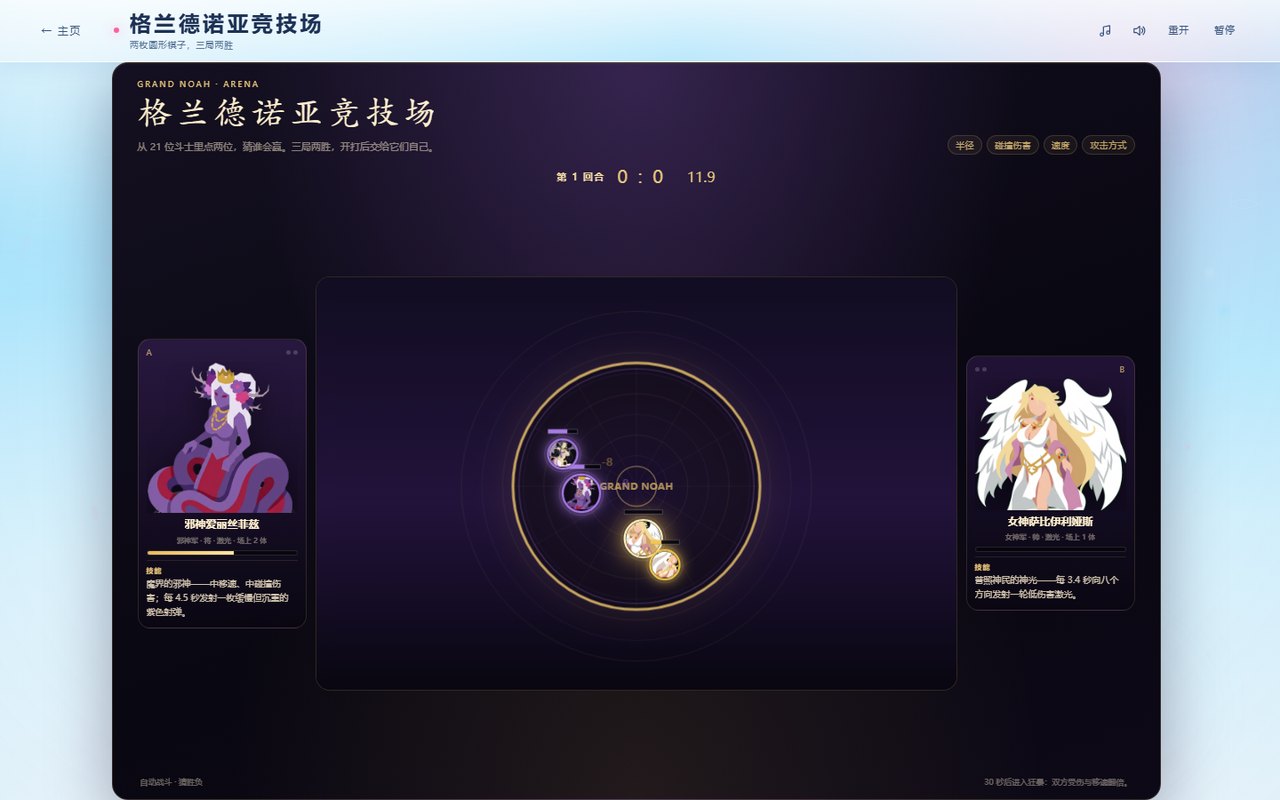 ← 主页
格兰德诺亚竞技场
两枚圆形棋子，三局两胜
重开
暂停
GRAND NOAH · ARENA
格兰德诺亚竞技场
从 21 位斗士里点两位，猜谁会赢。三局两胜，开打后交给它们自己。
半径
碰撞伤害
速度
攻击方式
第 1 回合 0 : 0 11.9
A
邪神爱丽丝菲兹
邪神军 · 将 · 激光 · 场上 2 体
技能
魔界的邪神——中移速、中碰撞伤
害；每 4.5 秒发射一枚缓慢但沉重的
紫色射弹。
-8
GRAND NOAH
B
女神萨比伊利娅斯
女神军 · 帅 · 激光 · 场上 1 体
技能
普照神民的神光——每 3.4 秒向八个
方向发射一轮低伤害激光。
自动战斗 · 猜胜负
30 秒后进入狂暴：双方受伤与移速翻倍。